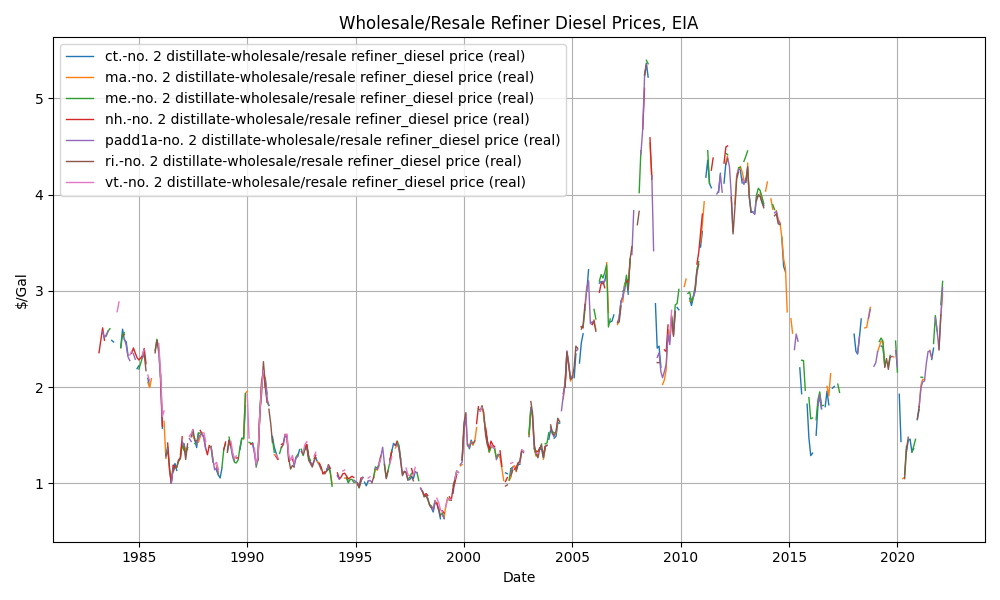 Wholesale/Resale Refiner Diesel Prices, EIA
ct.-no. 2 distillate-wholesale/resale refiner_diesel price (real)
ma.-no. 2 distillate-wholesale/resale refiner_diesel price (real)
me.-no. 2 distillate-wholesale/resale refiner_diesel price (real)
nh.-no. 2 distillate-wholesale/resale refiner_diesel price (real)
padd1a-no. 2 distillate-wholesale/resale refiner_diesel price (real)
ri.-no. 2 distillate-wholesale/resale refiner_diesel price (real)
vt.-no. 2 distillate-wholesale/resale refiner_diesel price (real)
$/Gal
5
4
3
2
1
1985 1990 1995 2000 2005 2010 2015 2020
Date